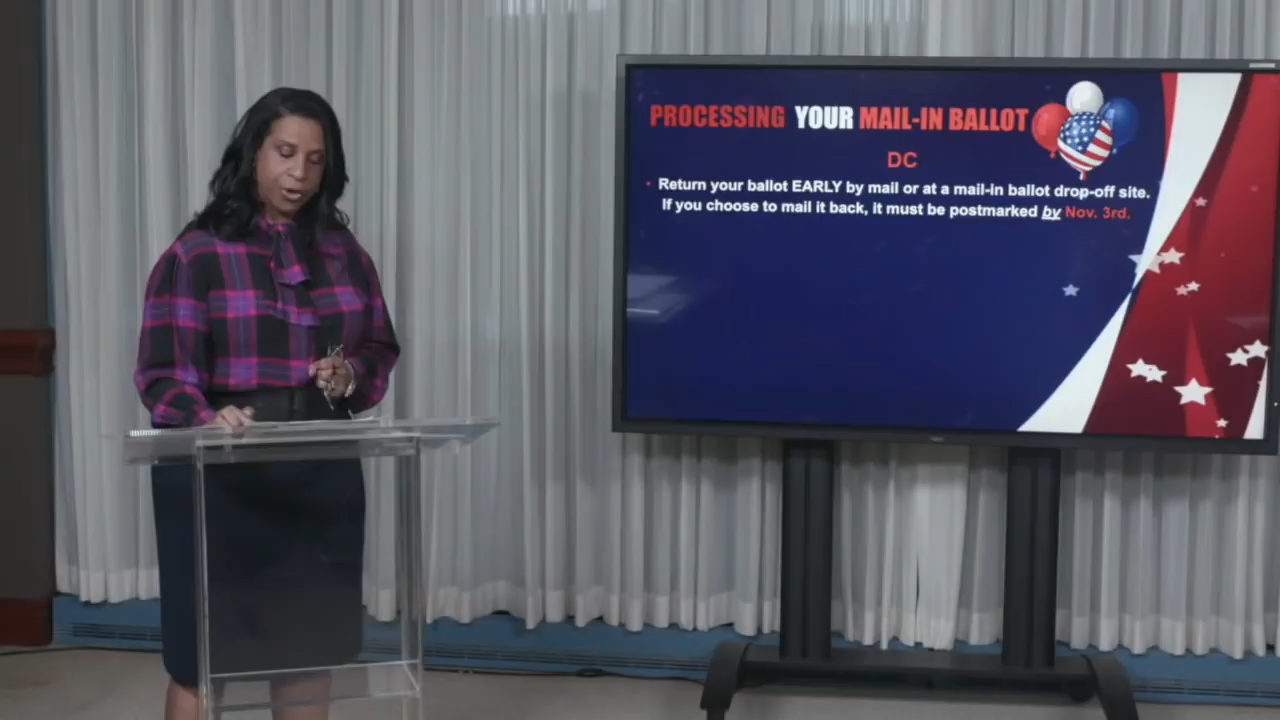 PROCESSING YOUR MAIL-IN BALLOT
DC
• Return your ballot EARLY by mail or at a mail-in ballot drop-off site.
If you choose to mail it back, it must be postmarked by Nov. 3rd.